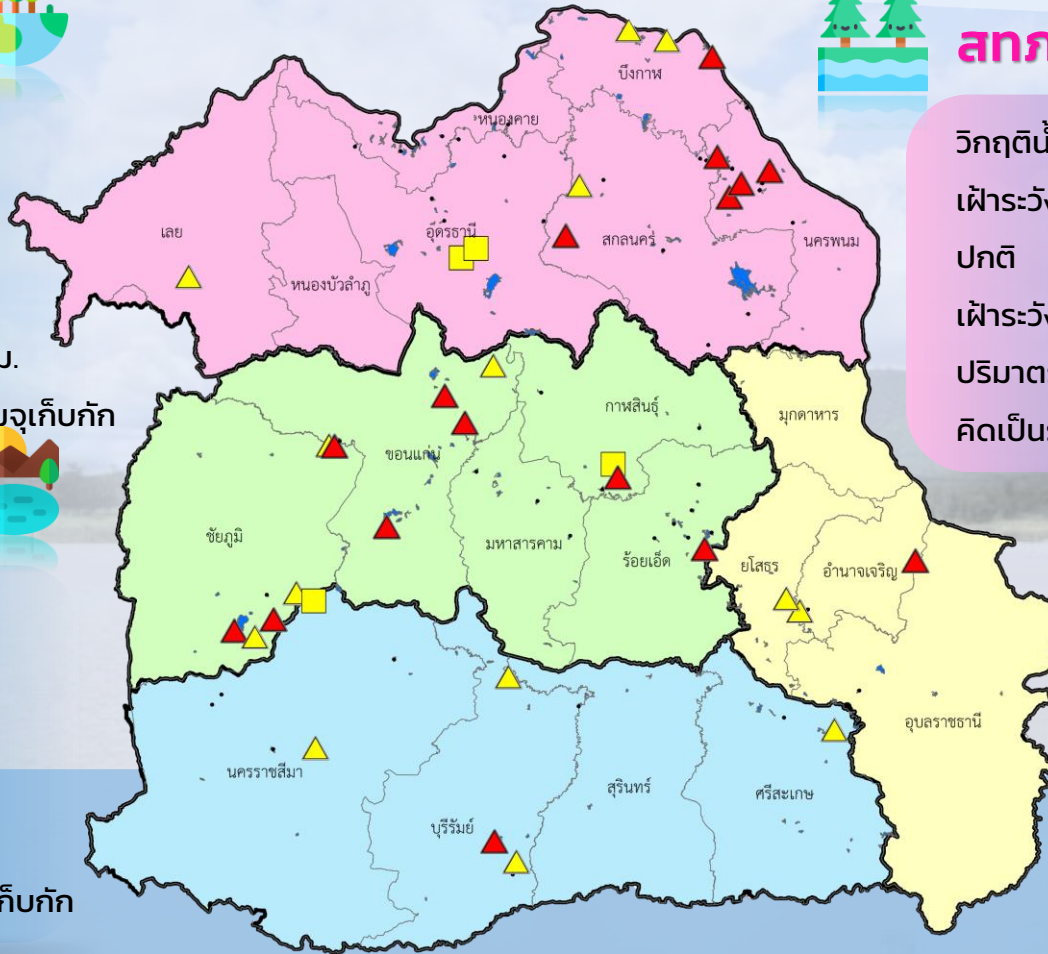 สทภ
วิกฤติน้ำ
เฝ้าระวัง
ปกติ
เฝ้าระวัง
ปริมาตร
คิดเป็น
ม.
จุเก็บกัก
ก็บกัก
บึงกาฬ
หนองคาย
เลย
อุดรธานี
สกลนคร
นครพนม
หนองบัวลำภู
กาฬสินธุ์
มุกดาหาร
ขอนแก่น
ชัยภูมิ
มหาสารคาม
ร้อยเอ็ด
ยโสธร
อำนาจเจริญ
อุบลราชธานี
นครราชสีมา
สุรินทร์
ศรีสะเกษ
บุรีรัมย์